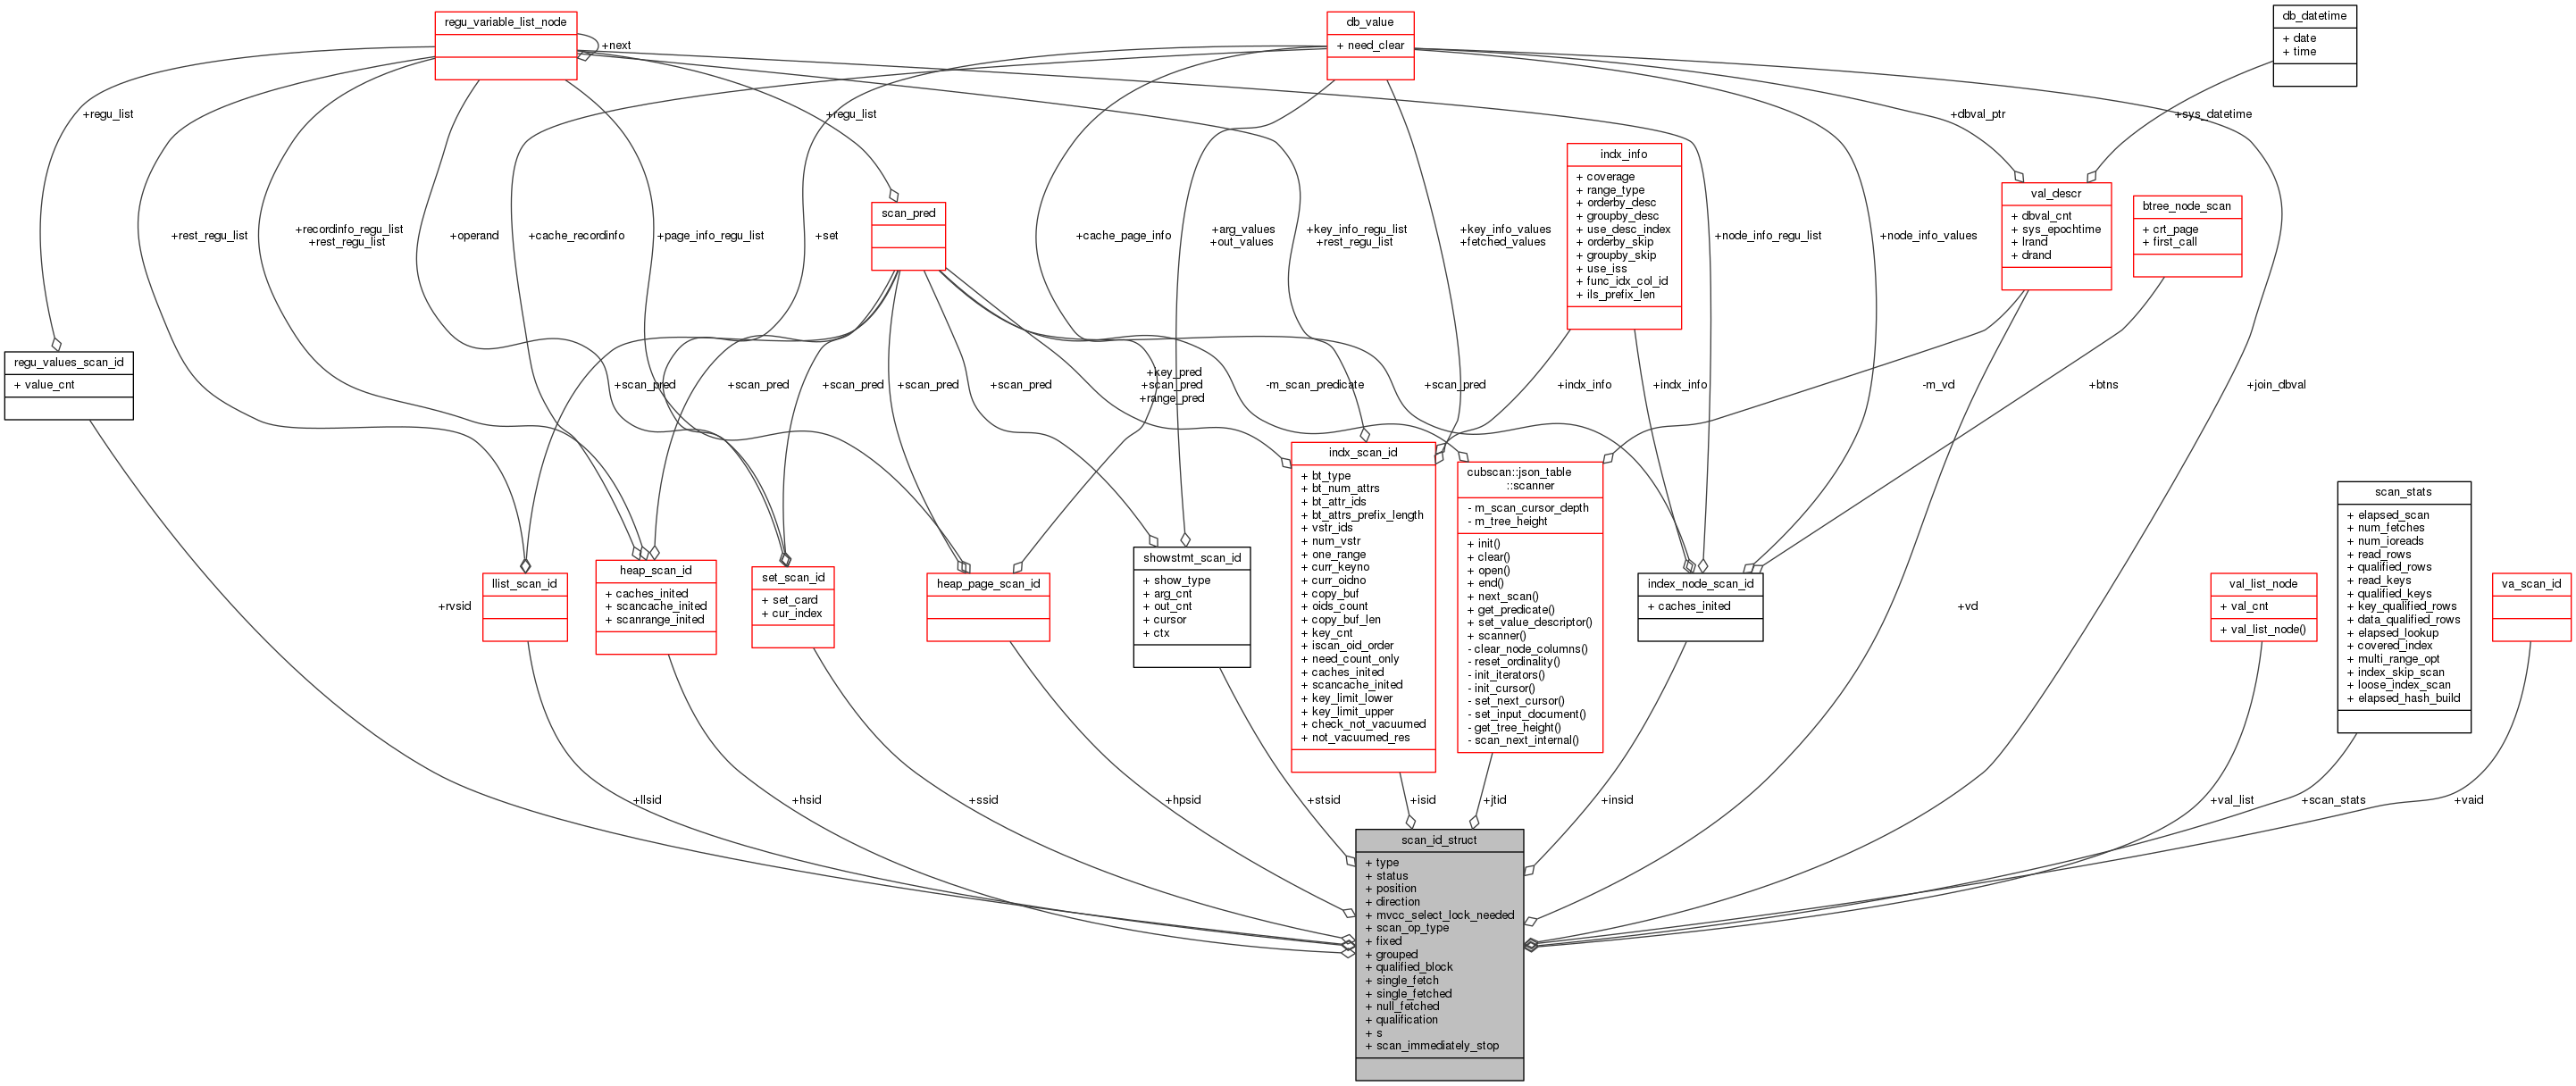 regu_variable_list_node
+next
db_value
+ need_clear
db_datetime
+ date
+ time
+regu_list
+regu_list
+dbval_ptr
+sys_datetime
indx_info
+ coverage
+ range_type
+ orderby_desc
+ groupby_desc
+ use_desc_index
+ orderby_skip
+ groupby_skip
+ use_iss
+ func_idx_col_id
+ ils_prefix_len
val_descr
+ dbval_cnt
+ sys_epochtime
+ lrand
+ drand
btree_node_scan
+ crt_page
+ first_call
scan_pred
+rest_regu_list
+recordinfo_regu_list
+rest_regu_list
+operand
+cache_recordinfo
+page_info_regu_list
+set
+cache_page_info
+arg_values
+out_values
+key_info_regu_list
+rest_regu_list
+key_info_values
+fetched_values
+node_info_regu_list
+node_info_values
regu_values_scan_id
+ value_cnt
+scan_pred
+scan_pred
+scan_pred
+scan_pred
+scan_pred
+key_pred
+scan_pred
+range_pred
-m_scan_predicate
+scan_pred
+indx_info
+indx_info
-m_vd
+btns
+join_dbval
indx_scan_id
+ bt_type
+ bt_num_attrs
+ bt_attr_ids
+ bt_attrs_prefix_length
+ vstr_ids
+ num_vstr
+ one_range
+ curr_keyno
+ curr_oidno
+ copy_buf
+ oids_count
+ copy_buf_len
+ key_cnt
+ iscan_oid_order
+ need_count_only
+ caches_inited
+ scancache_inited
+ key_limit_lower
+ key_limit_upper
+ check_not_vacuumed
+ not_vacuumed_res
cubscan::json_table
::scanner
- m_scan_cursor_depth
- m_tree_height
+ init()
+ clear()
+ open()
+ end()
+ next_scan()
+ get_predicate()
+ set_value_descriptor()
+ scanner()
- clear_node_columns()
- reset_ordinality()
- init_iterators()
- init_cursor()
- set_next_cursor()
- set_input_document()
- get_tree_height()
- scan_next_internal()
scan_stats
+ elapsed_scan
+ num_fetches
+ num_ioreads
+ read_rows
+ qualified_rows
+ read_keys
+ qualified_keys
+ key_qualified_rows
+ data_qualified_rows
+ elapsed_lookup
+ covered_index
+ multi_range_opt
+ index_skip_scan
+ loose_index_scan
+ elapsed_hash_build
llist_scan_id
heap_scan_id
+ caches_inited
+ scancache_inited
+ scanrange_inited
set_scan_id
+ set_card
+ cur_index
heap_page_scan_id
showstmt_scan_id
+ show_type
+ arg_cnt
+ out_cnt
+ cursor
+ ctx
index_node_scan_id
+ caches_inited
val_list_node
+ val_cnt
+ val_list_node()
va_scan_id
+rvsid
+vd
+llsid
+hsid
+ssid
+hpsid
+stsid
+isid
+jtid
+insid
+val_list
+scan_stats
+vaid
scan_id_struct
+ type
+ status
+ position
+ direction
+ mvcc_select_lock_needed
+ scan_op_type
+ fixed
+ grouped
+ qualified_block
+ single_fetch
+ single_fetched
+ null_fetched
+ qualification
+ s
+ scan_immediately_stop